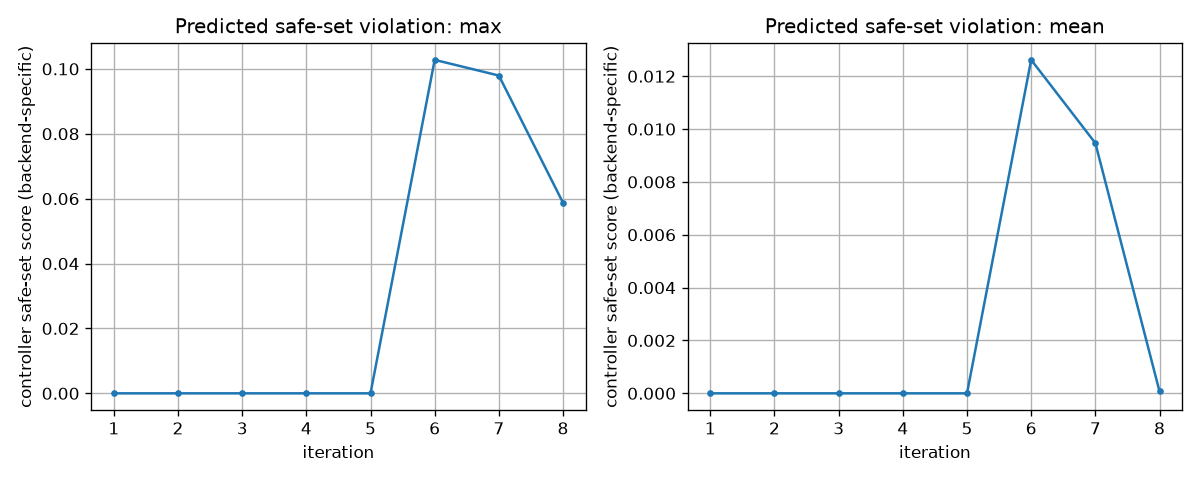 Predicted safe-set violation: max
controller safe-set score (backend-specific)
0.10
0.08
0.06
0.04
0.02
0.00
1 2 3 4 5 6 7 8
iteration
Predicted safe-set violation: mean
controller safe-set score (backend-specific)
0.012
0.010
0.008
0.006
0.004
0.002
0.000
1 2 3 4 5 6 7 8
iteration